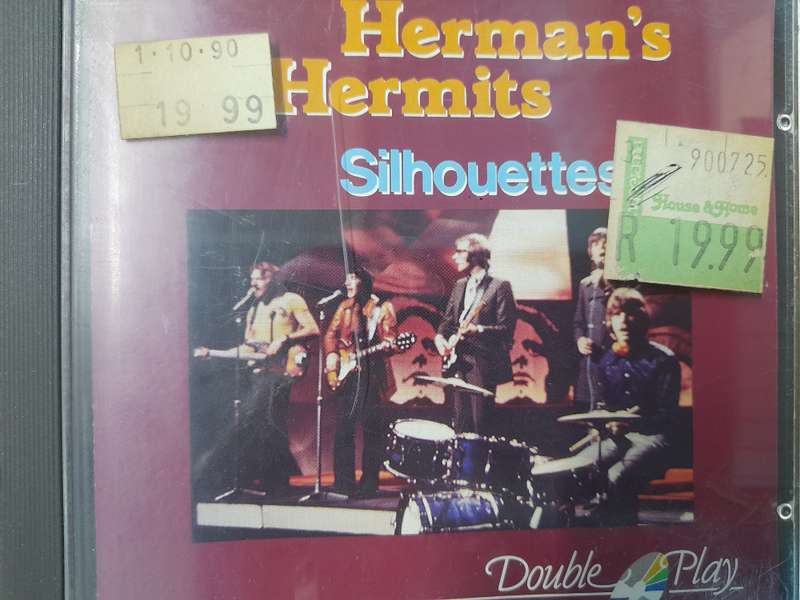 Herman's
Hermits
Silhouettes
1·10·90
19 99
900725
House & Home
R 19.99
Double Play